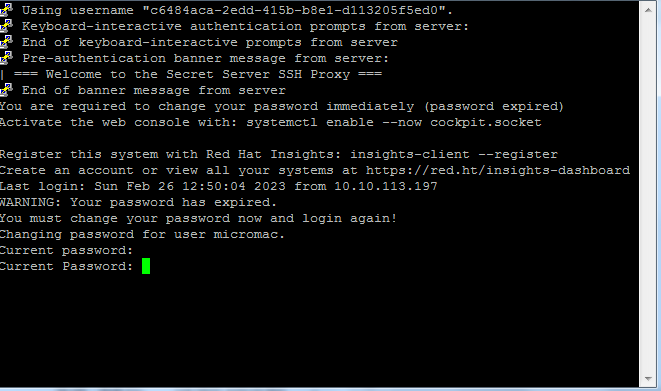 Using username "c6484aca-2edd-415b-b8e1-d113205f5ed0".
Keyboard-interactive authentication prompts from server:
End of keyboard-interactive prompts from server
Pre-authentication banner message from server:
| === Welcome to the Secret Server SSH Proxy ===
End of banner message from server
You are required to change your password immediately (password expired)
Activate the web console with: systemctl enable --now cockpit.socket

Register this system with Red Hat Insights: insights-client --register
Create an account or view all your systems at https://red.ht/insights-dashboard
Last login: Sun Feb 26 12:50:04 2023 from 10.10.113.197
WARNING: Your password has expired.
You must change your password now and login again!
Changing password for user micromac.
Current password:
Current Password: